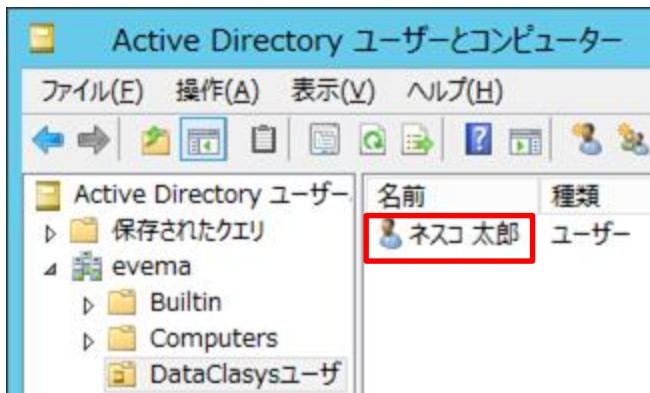 Active Directory ユーザーとコンピューター
ファイル(F) 操作(A) 表示(V) ヘルプ(H)
Active Directory ユーザー
名前 種類
保存されたクエリ
ネスコ 太郎 ユーザー
evema
Builtin
Computers
DataClasysユーザ